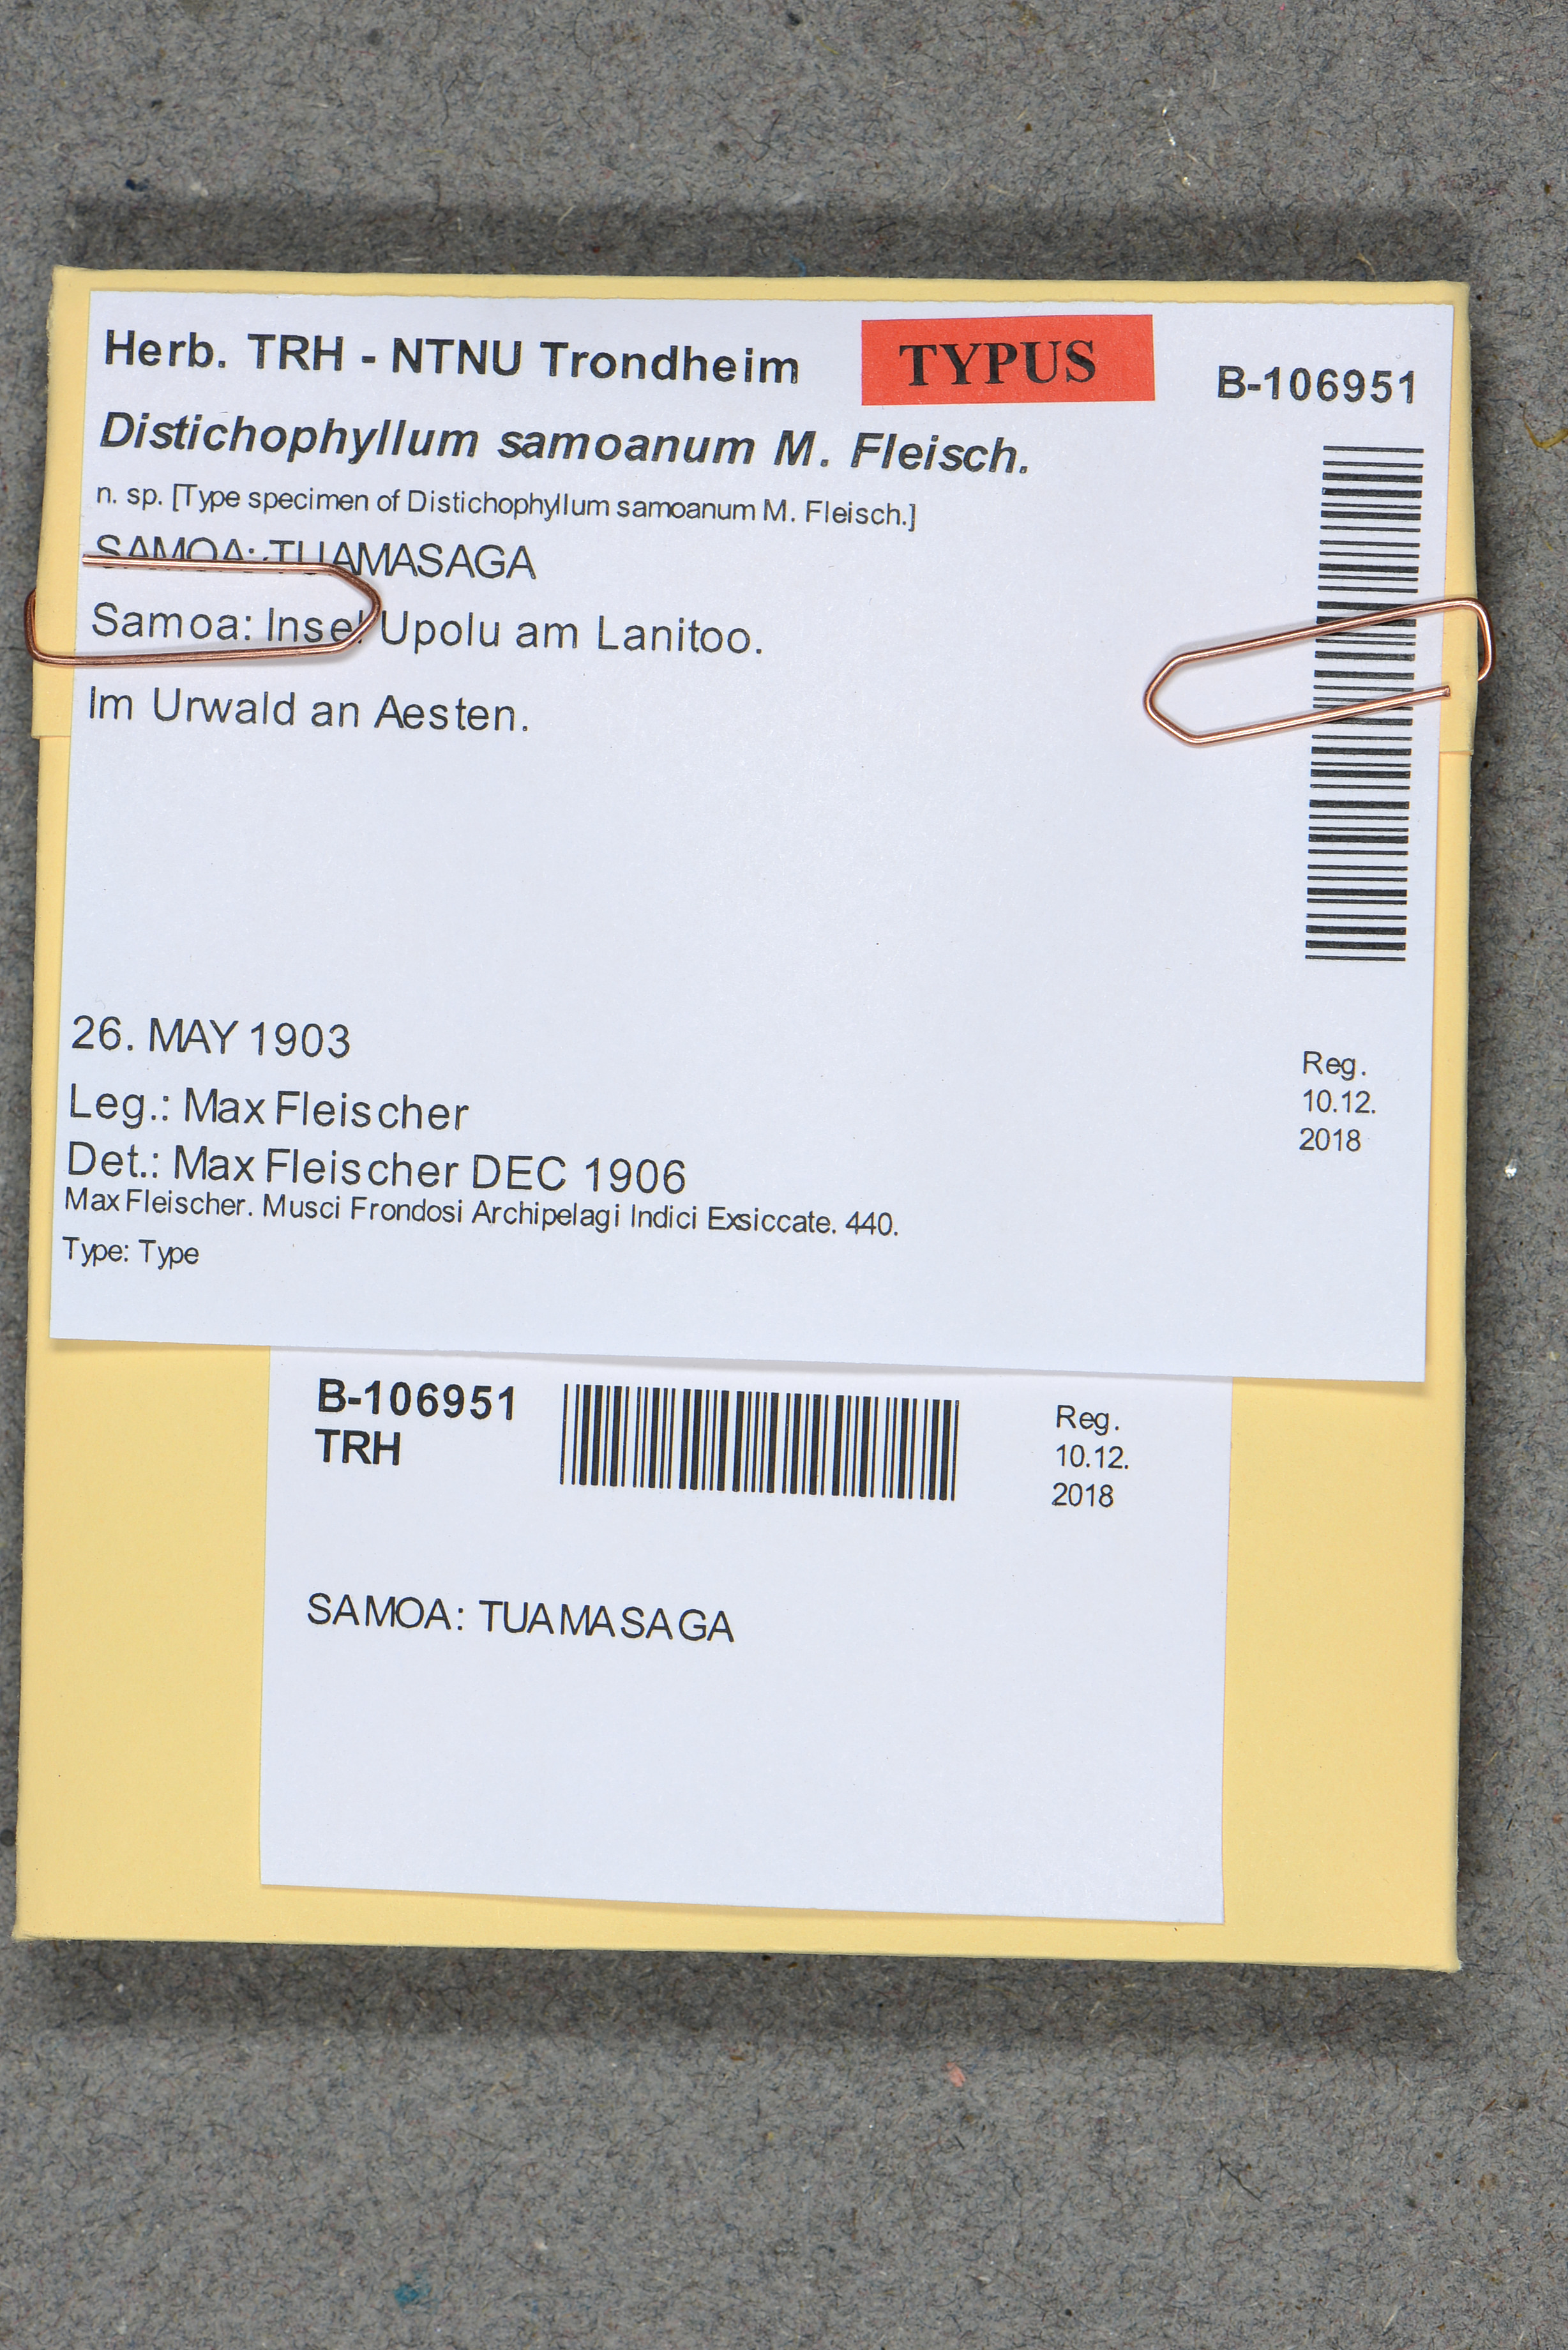 Herb. TRH - NTNU Trondheim
TYPUS
B-106951
Distichophyllum samoanum M. Fleisch.
n. sp. [Type specimen of Distichophyllum samoanum M. Fleisch.]
SAMOA: TUAMASAGA
Samoa: Insel Upolu am Lanitoo.
Im Urwald an Aesten.
26. MAY 1903
Leg.: Max Fleischer
Det.: Max Fleischer DEC 1906
Max Fleischer. Musci Frondosi Archipelagi Indici Exsiccate. 440.
Type: Type
Reg.
10.12.
2018
B-106951
TRH
Reg.
10.12.
2018
SAMOA: TUAMASAGA